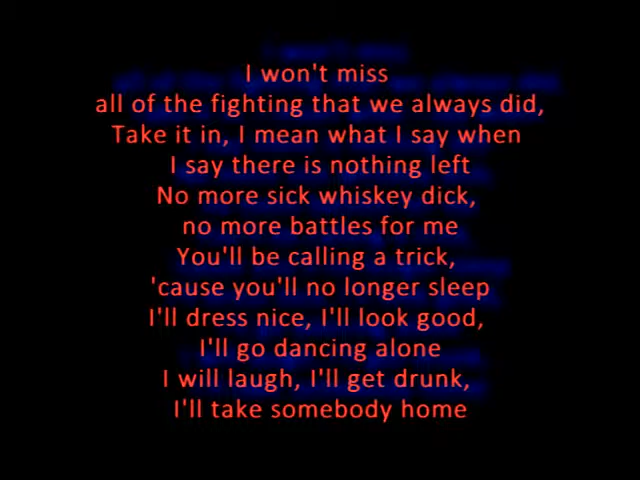 I won't miss
all of the fighting that we always did,
Take it in, I mean what I say when
I say there is nothing left
No more sick whiskey dick,
no more battles for me
You'll be calling a trick,
'cause you'll no longer sleep
I'll dress nice, I'll look good,
I'll go dancing alone
I will laugh, I'll get drunk,
I'll take somebody home